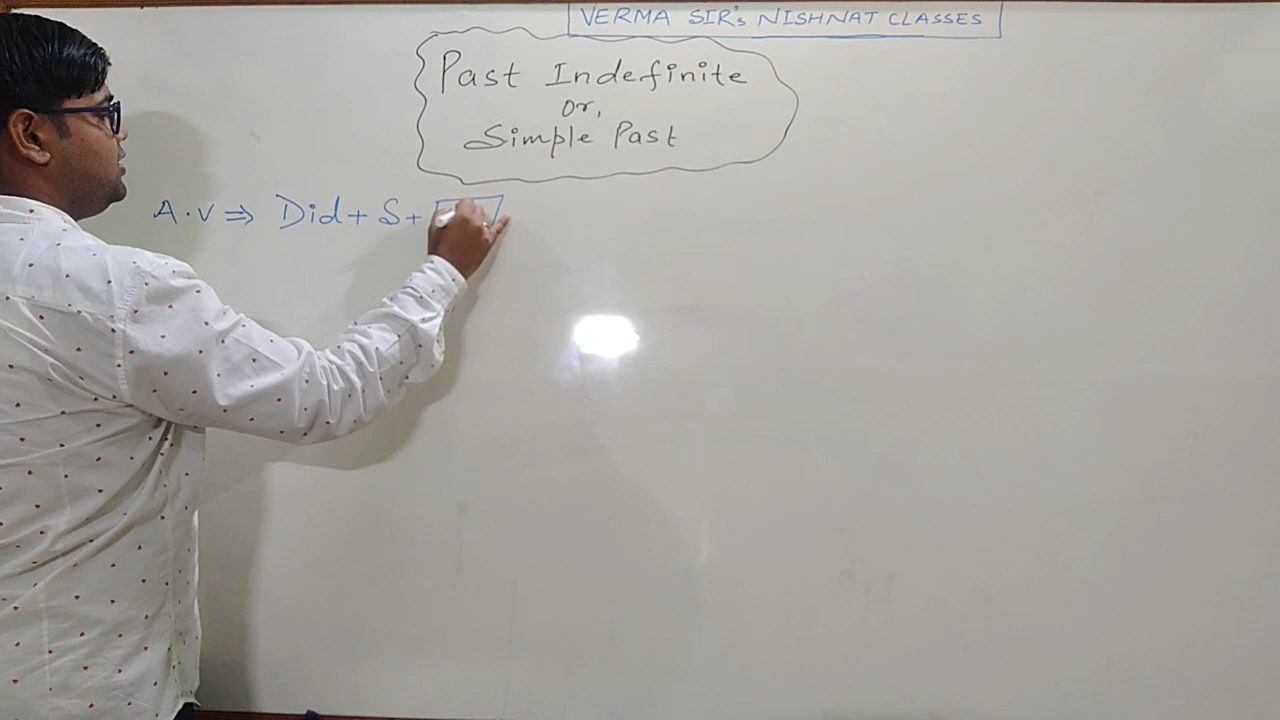 VERMA SIR'S NISHNAT CLASSES
Past Indefinite
Or,
Simple Past
A.V ⇒ Did + S +